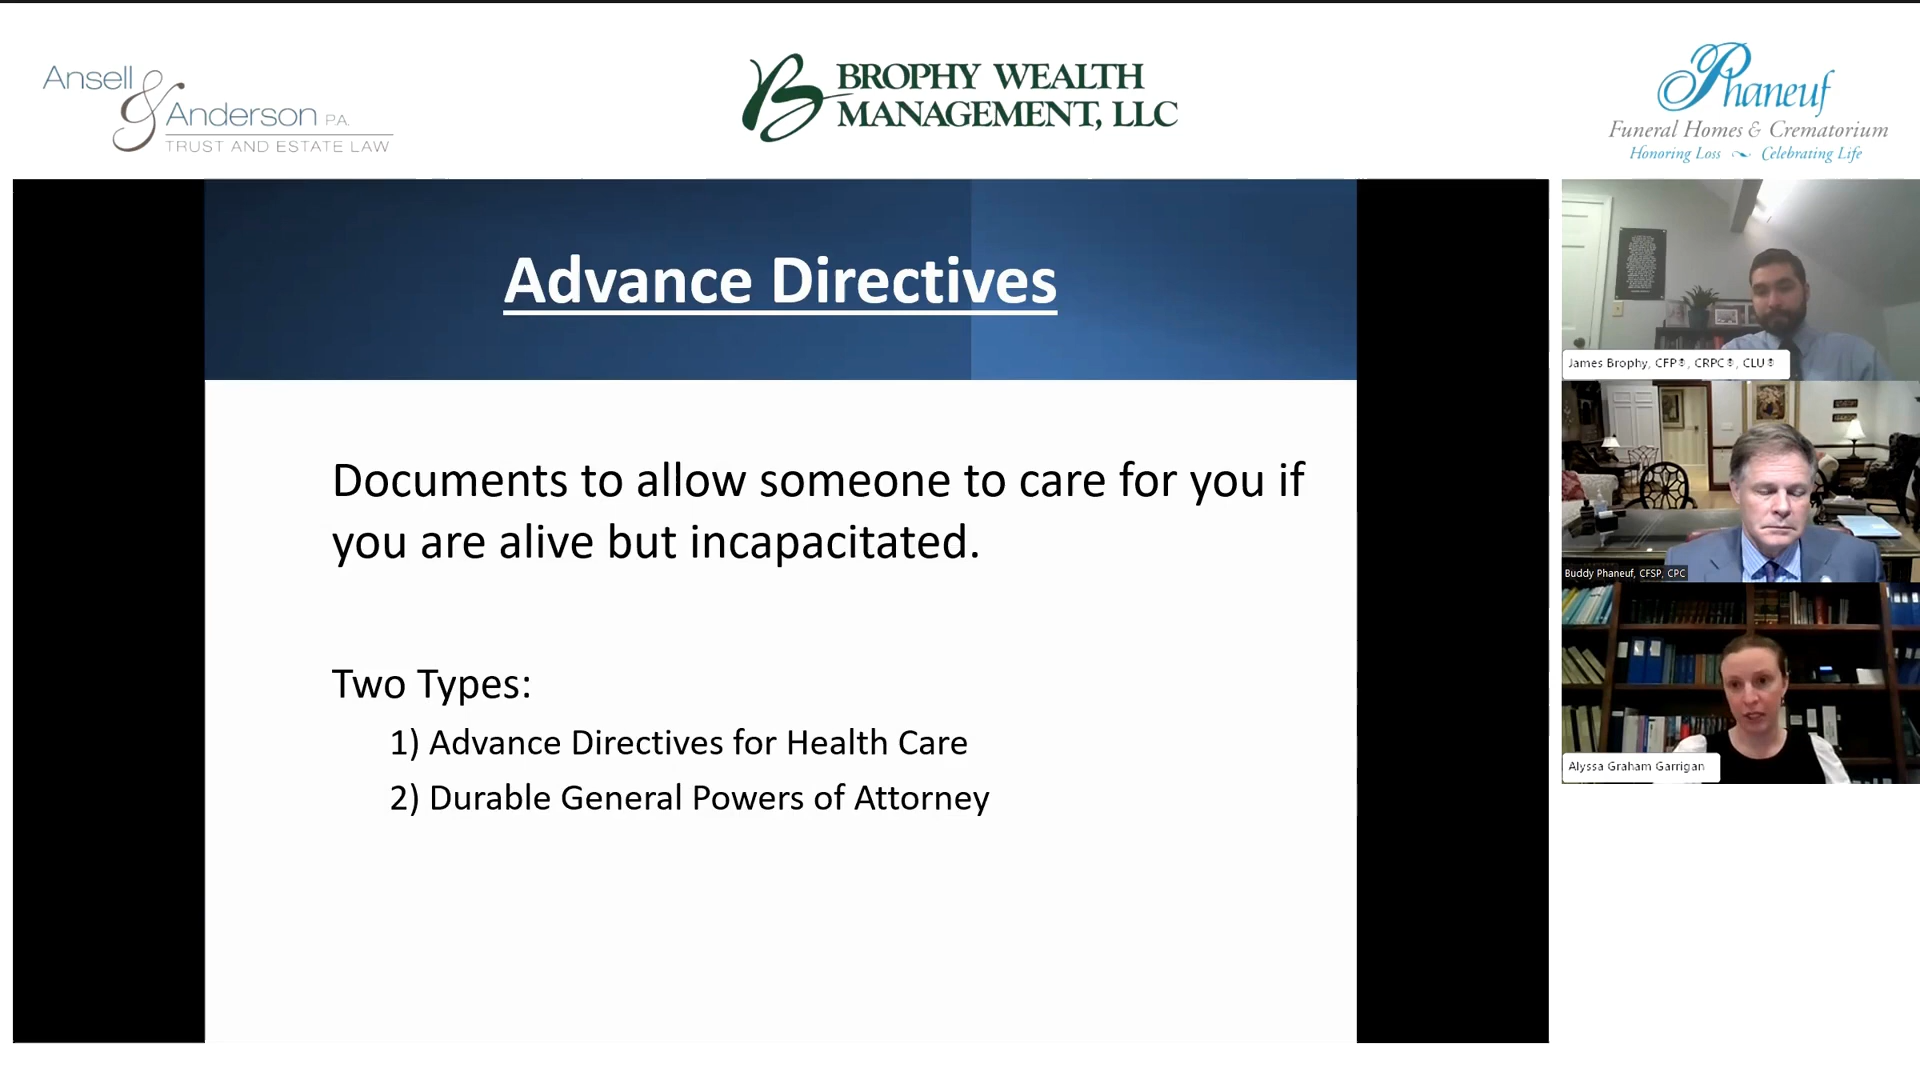 Ansell
& Anderson P.A.
TRUST AND ESTATE LAW
B BROPHY WEALTH
MANAGEMENT, LLC
Phaneuf
Funeral Homes & Crematorium
Honoring Loss ~ Celebrating Life
Advance Directives
Documents to allow someone to care for you if
you are alive but incapacitated.
Two Types:
1) Advance Directives for Health Care
2) Durable General Powers of Attorney
James Brophy, CFP®, CRPC®, CLU®
Buddy Phaneuf, CFSP, CPC
Alyssa Graham Garrigan